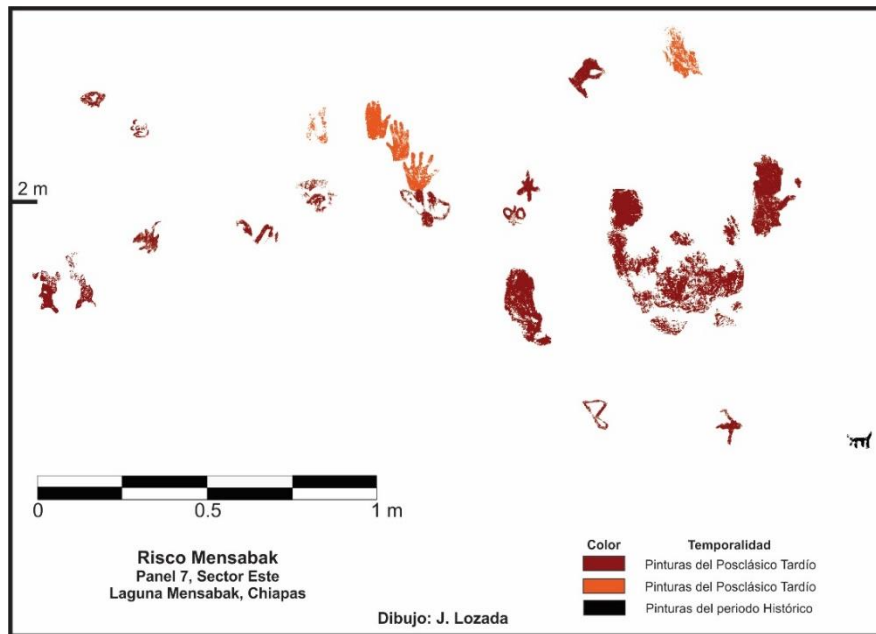 2 m
0 0.5 1 m
Risco Mensabak
Panel 7, Sector Este
Laguna Mensabak, Chiapas
Dibujo: J. Lozada
Color Temporalidad
Pinturas del Posclásico Tardío
Pinturas del Posclásico Tardío
Pinturas del periodo Histórico